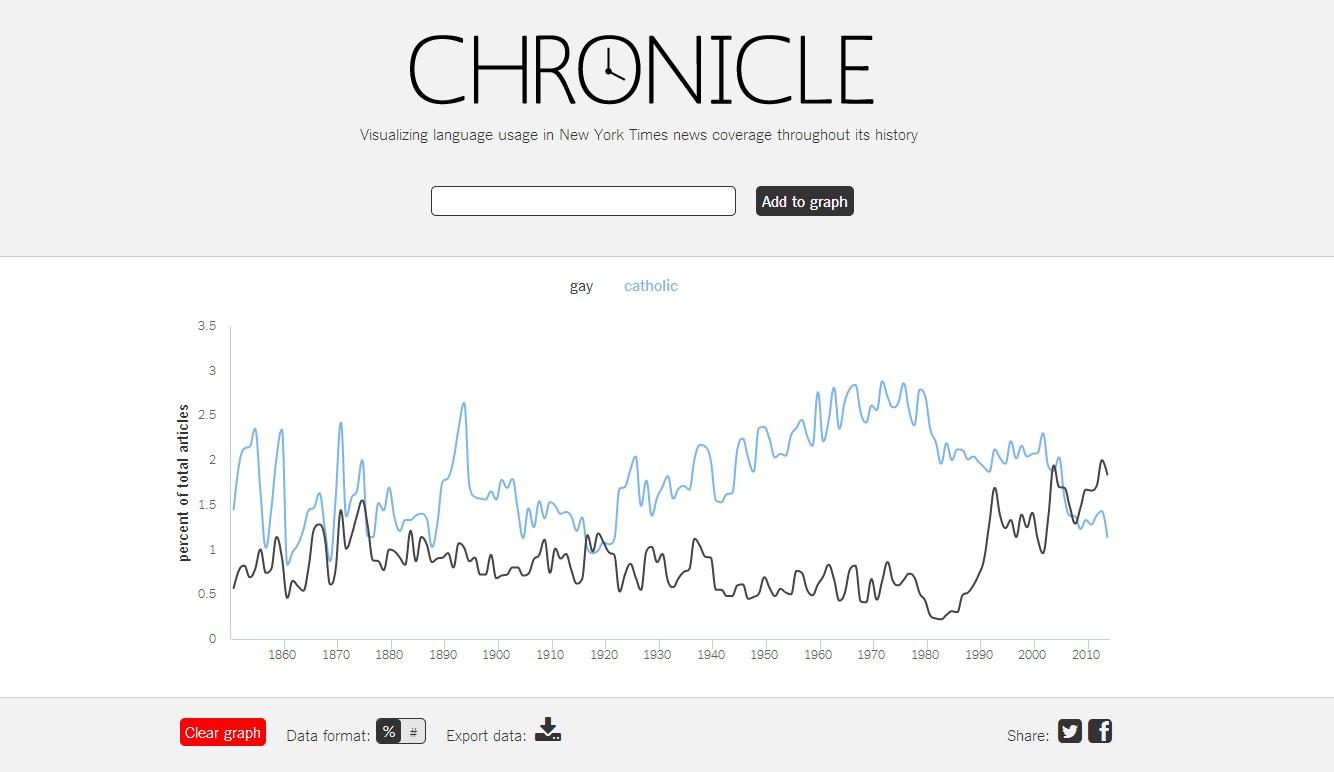 CHRONICLE
Visualizing language usage in New York Times news coverage throughout its history
Add to graph
gay catholic
percent of total articles
3.5
3
2.5
2
1.5
1
0.5
0
1860 1870 1880 1890 1900 1910 1920 1930 1940 1950 1960 1970 1980 1990 2000 2010
Clear graph Data format: % # Export data: Share: